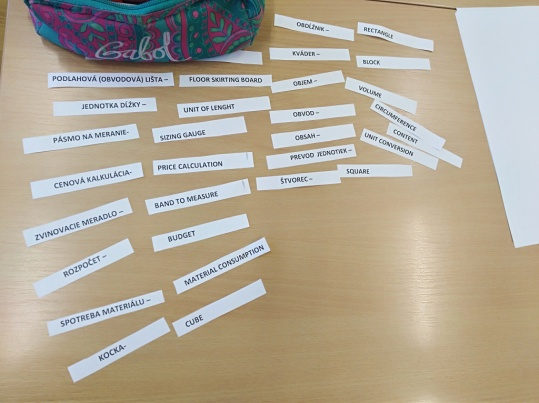 Gabol
PODLAHOVÁ (OBVODOVÁ) LIŠTA –
FLOOR SKIRTING BOARD
JEDNOTKA DĹŽKY –
UNIT OF LENGHT
PÁSMO NA MERANIE-
SIZING GAUGE
CENOVÁ KALKULÁCIA-
PRICE CALCULATION
ZVINOVACIE MERADLO –
BAND TO MEASURE
ROZPOČET –
BUDGET
SPOTREBA MATERIÁLU –
MATERIAL CONSUMPTION
KOCKA-
CUBE
OBDĹŽNIK –
RECTANGLE
KVÁDER –
BLOCK
OBJEM –
VOLUME
OBVOD –
CIRCUMFERENCE
OBSAH –
CONTENT
PREVOD JEDNOTIEK –
UNIT CONVERSION
ŠTVOREC –
SQUARE